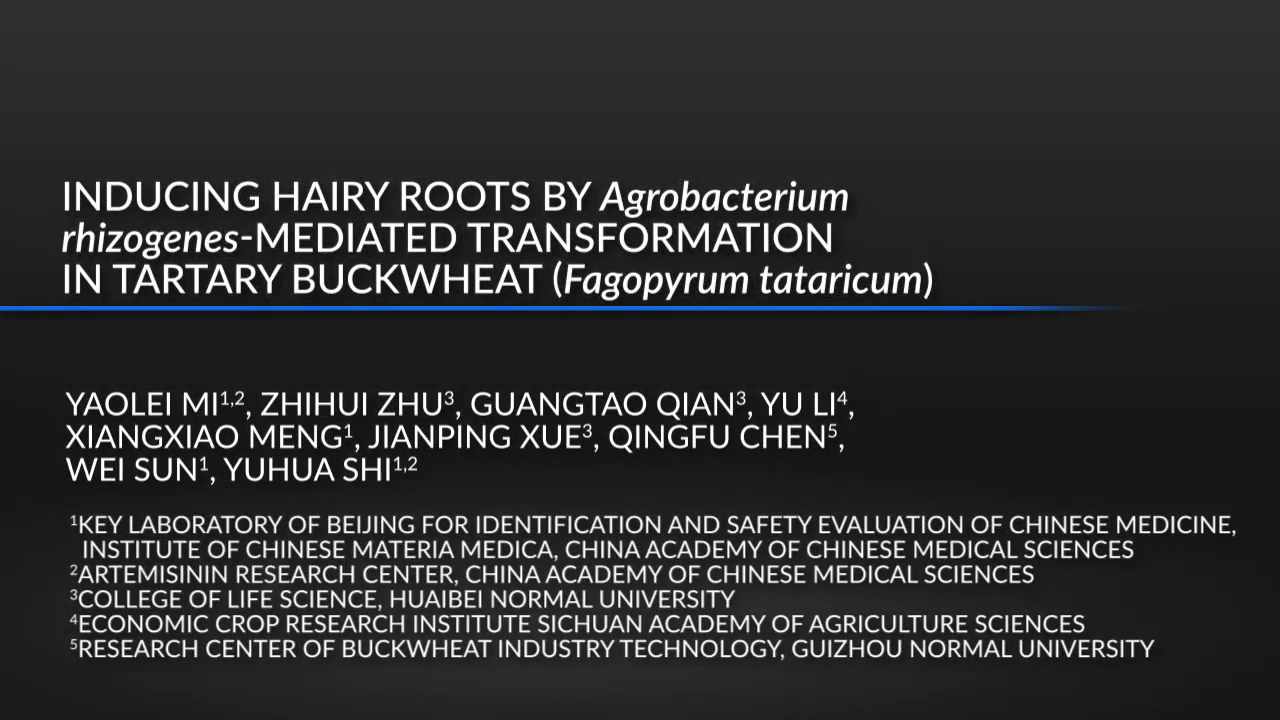 INDUCING HAIRY ROOTS BY Agrobacterium
rhizogenes-MEDIATED TRANSFORMATION
IN TARTARY BUCKWHEAT (Fagopyrum tataricum)
YAOLEI MI¹,², ZHIHUI ZHU³, GUANGTAO QIAN³, YU LI⁴,
XIANGXIAO MENG¹, JIANPING XUE³, QINGFU CHEN⁵,
WEI SUN¹, YUHUA SHI¹,²
¹KEY LABORATORY OF BEIJING FOR IDENTIFICATION AND SAFETY EVALUATION OF CHINESE MEDICINE,
INSTITUTE OF CHINESE MATERIA MEDICA, CHINA ACADEMY OF CHINESE MEDICAL SCIENCES
²ARTEMISININ RESEARCH CENTER, CHINA ACADEMY OF CHINESE MEDICAL SCIENCES
³COLLEGE OF LIFE SCIENCE, HUAIBEI NORMAL UNIVERSITY
⁴ECONOMIC CROP RESEARCH INSTITUTE SICHUAN ACADEMY OF AGRICULTURE SCIENCES
⁵RESEARCH CENTER OF BUCKWHEAT INDUSTRY TECHNOLOGY, GUIZHOU NORMAL UNIVERSITY